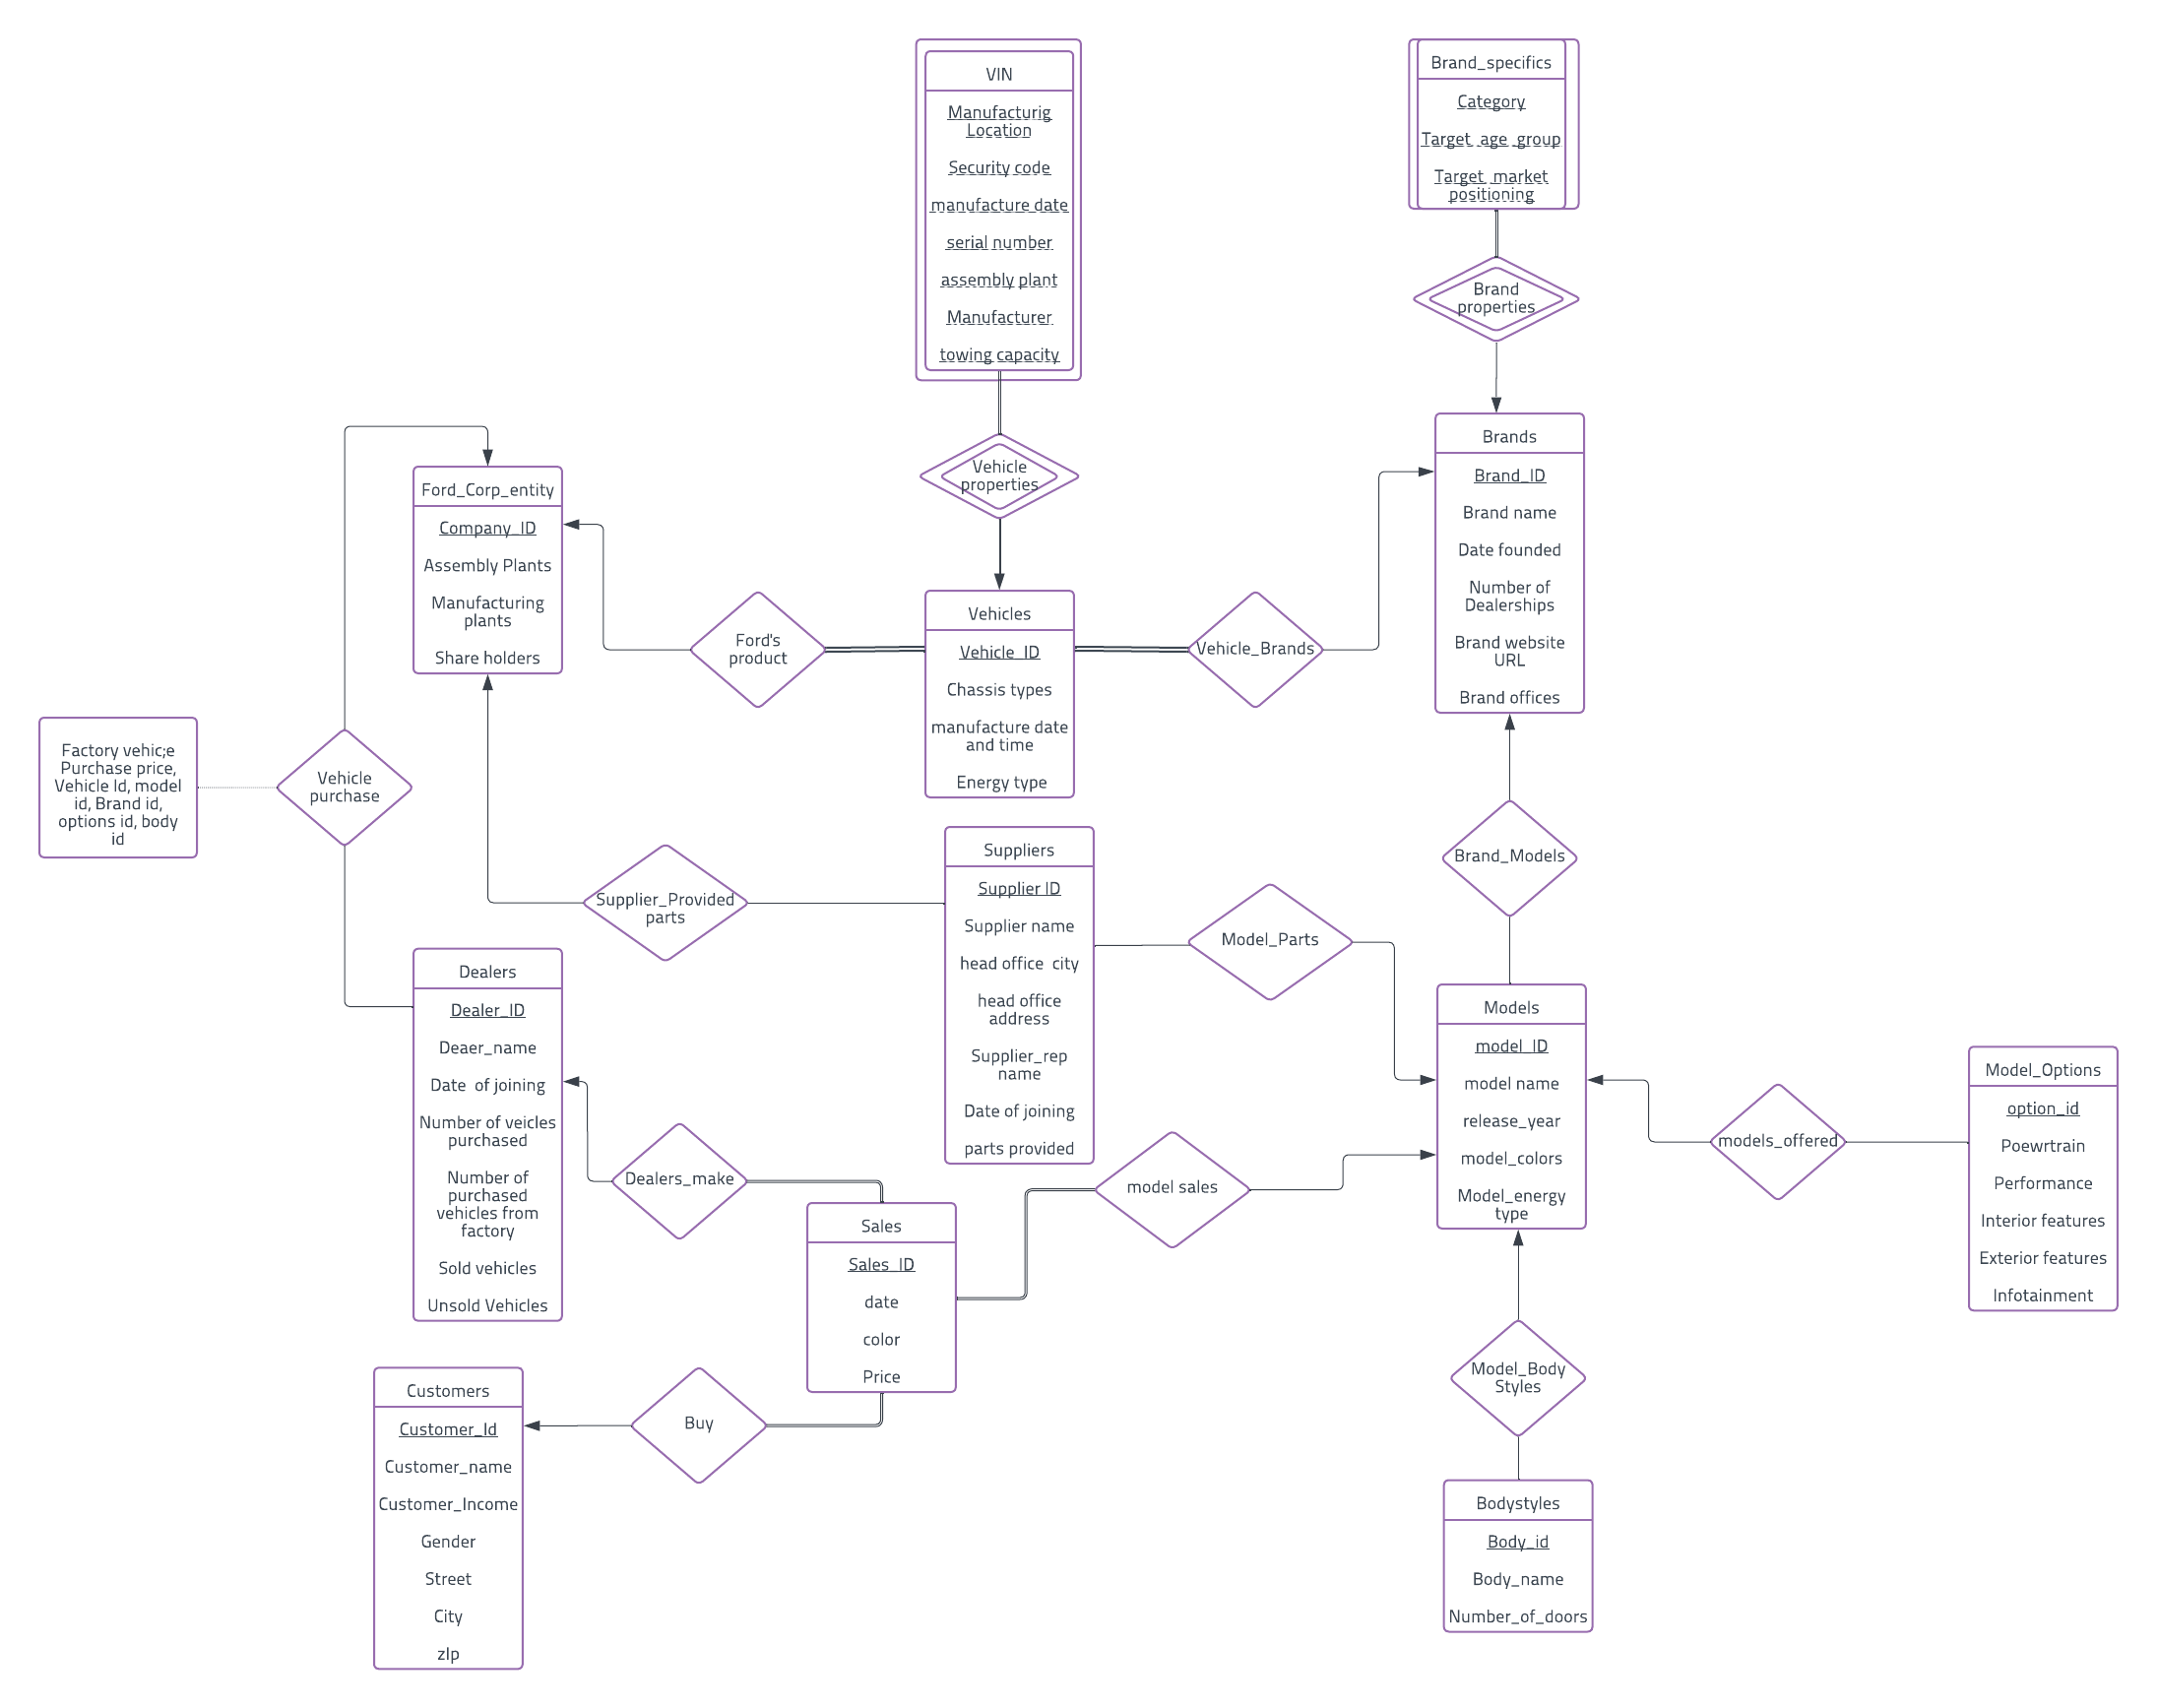 VIN
Manufacturig
Location
Security code
manufacture date
serial number
assembly plant
Manufacturer
towing capacity
Brand_specifics
Category
Target_age_group
Target_market
positioning
Brand
properties
Vehicle
properties
Brands
Brand_ID
Brand name
Date founded
Number of
Dealerships
Brand website
URL
Brand offices
Ford_Corp_entity
Company_ID
Assembly Plants
Manufacturing
plants
Share holders
Ford's
product
Vehicles
Vehicle_ID
Chassis types
manufacture date
and time
Energy type
Vehicle_Brands
Factory vehic;e
Purchase price,
Vehicle Id, model
id, Brand id,
options id, body
id
Vehicle
purchase
Supplier_Provided
parts
Suppliers
Supplier ID
Supplier name
head office  city
head office
address
Supplier_rep
name
Date of joining
parts provided
Model_Parts
Brand_Models
Dealers
Dealer_ID
Deaer_name
Date  of joining
Number of veicles
purchased
Number of
purchased
vehicles from
factory
Sold vehicles
Unsold Vehicles
Models
model_ID
model name
release_year
model_colors
Model_energy
type
models_offered
Model_Options
option_id
Poewrtrain
Performance
Interior features
Exterior features
Infotainment
Dealers_make
model sales
Sales
Sales_ID
date
color
Price
Model_Body
Styles
Customers
Customer_Id
Customer_name
Customer_Income
Gender
Street
City
zIp
Buy
Bodystyles
Body_id
Body_name
Number_of_doors